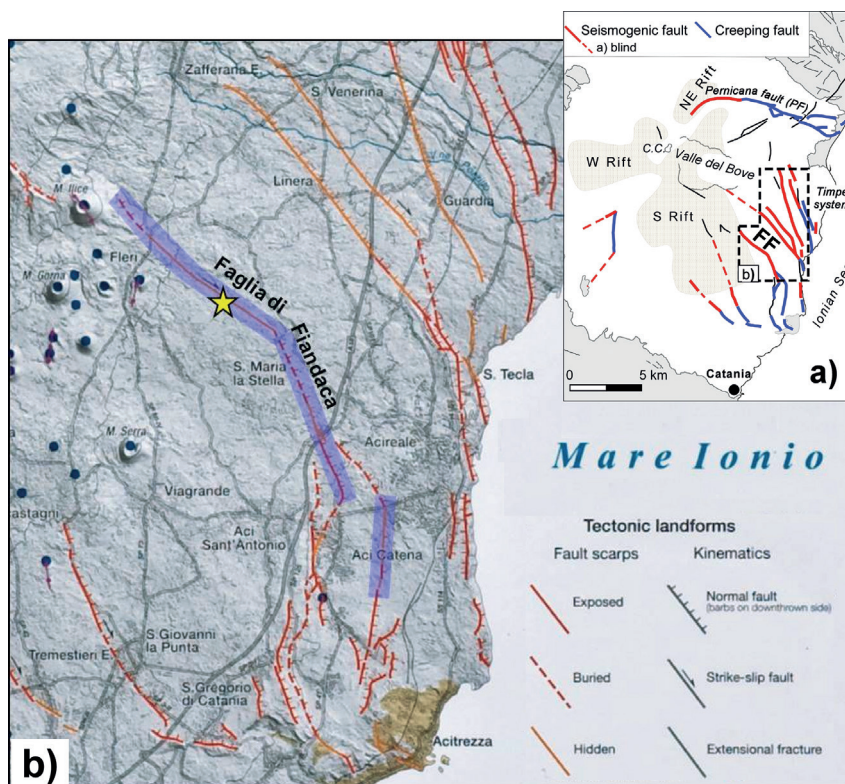 Seismogenic fault
Creeping fault
a) blind
NE Rift
Pernicana fault (PF)
W Rift
C.C.
Valle del Bove
Timpe
system
S Rift
FF
b)
Ionian Sea
0
5 km
Catania
a)
Zafferana E.
S. Venerina
M. Ilice
Linera
Guardia
Fleri
M. Gorna
Faglia di
Fiandaca
S. Maria
la Stella
S. Tecla
M. Serra
Acireale
Viagrande
Aci
Sant'Antonio
Aci Catena
S.Giovanni
la Punta
Tremestieri E.
S.Gregorio
di Catania
Acitrezza
b)
Mare Ionio
Tectonic landforms
Fault scarps
Kinematics
Exposed
Normal fault
(barbs on downthrown side)
Buried
Strike-slip fault
Hidden
Extensional fracture